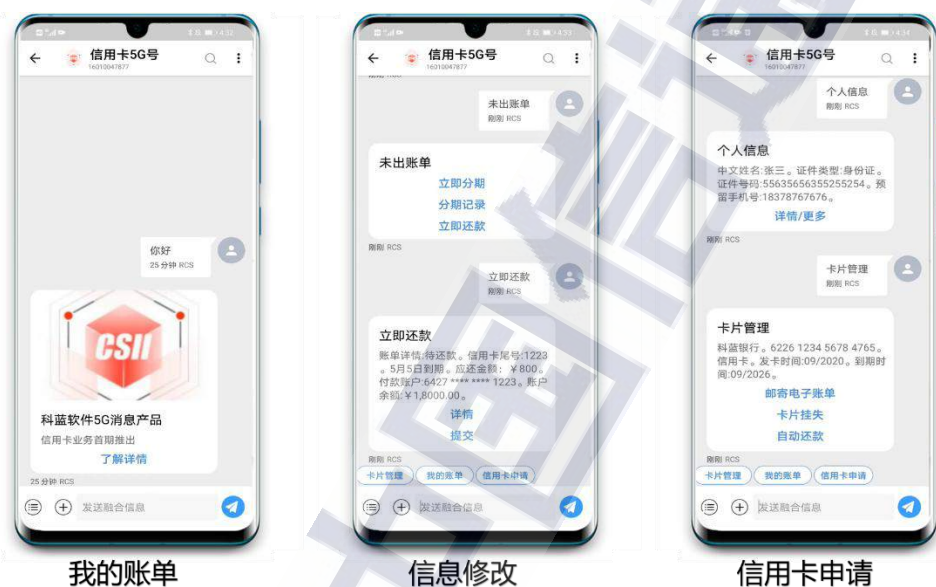 4:52
信用卡5G号
16010047877
你好
25 分钟 RCS
CSII
科蓝软件5G消息产品
信用卡业务首期推出
了解详情
25 分钟 RCS
发送融合信息
我的账单
4:53
信用卡5G号
16010047877
刚刚 RCS
未出账单
刚刚 RCS
未出账单
立即分期
分期记录
立即还款
刚刚 RCS
立即还款
刚刚 RCS
立即还款
账单详情:待还款。信用卡尾号:1223
。5月5日到期。应还金额：￥800。
付款账户:6427 **** **** 1223。账户
余额:￥1,8000.00。
详情
提交
刚刚 RCS
卡片管理
我的账单
信用卡申请
发送融合信息
信息修改
4:54
信用卡5G号
16010047877
个人信息
刚刚 RCS
个人信息
中文姓名:张三。证件类型:身份证。
证件号码:55635656355255254。预
留手机号:18378767676。
详情/更多
刚刚 RCS
卡片管理
刚刚 RCS
卡片管理
科蓝银行。6226 1234 5678 4765。
信用卡。发卡时间:09/2020。到期时
间:09/2026。
邮寄电子账单
卡片挂失
自动还款
刚刚 RCS
卡片管理
我的账单
信用卡申请
发送融合信息
信用卡申请